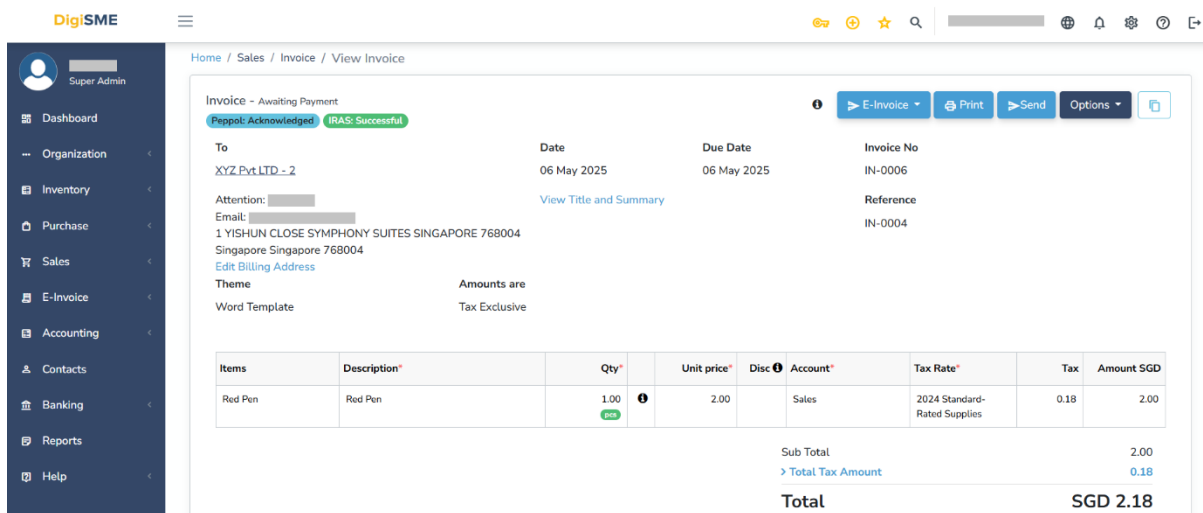 DigiSME
Super Admin
Dashboard
Organization
Inventory
Purchase
Sales
E-Invoice
Accounting
Contacts
Banking
Reports
Help
Home / Sales / Invoice / View Invoice
Invoice - Awaiting Payment
Peppol: Acknowledged IRAS: Successful
E-Invoice Print Send Options
To Date Due Date Invoice No
XYZ Pvt LTD - 2 06 May 2025 06 May 2025 IN-0006
Attention: View Title and Summary Reference
Email:
IN-0004
1 YISHUN CLOSE SYMPHONY SUITES SINGAPORE 768004
Singapore Singapore 768004
Edit Billing Address
Theme Amounts are
Word Template Tax Exclusive
Items Description* Qty* Unit price* Disc Account* Tax Rate* Tax Amount SGD
Red Pen Red Pen 1.00 2.00 Sales 2024 Standard- 0.18 2.00
pcs Rated Supplies
Sub Total 2.00
> Total Tax Amount 0.18
Total SGD 2.18